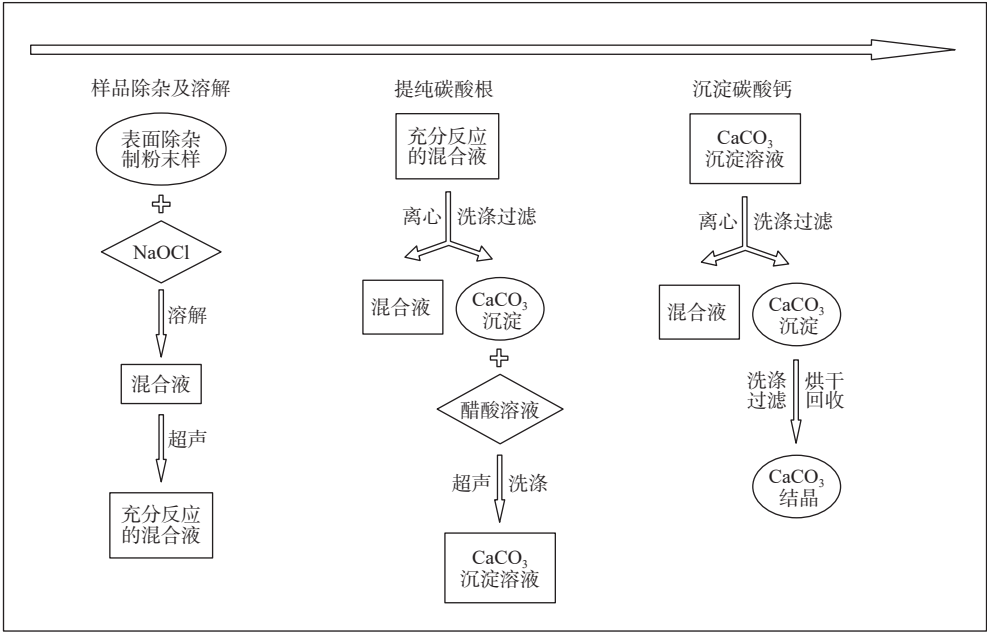 样品除杂及溶解
表面除杂
制粉末样
NaOCl
溶解
混合液
超声
充分反应
的混合液
提纯碳酸根
充分反应
的混合液
离心
洗涤过滤
混合液
CaCO₃
沉淀
醋酸溶液
超声
洗涤
CaCO₃
沉淀溶液
沉淀碳酸钙
CaCO₃
沉淀溶液
离心
洗涤过滤
混合液
CaCO₃
沉淀
洗涤
过滤
烘干
回收
CaCO₃
结晶